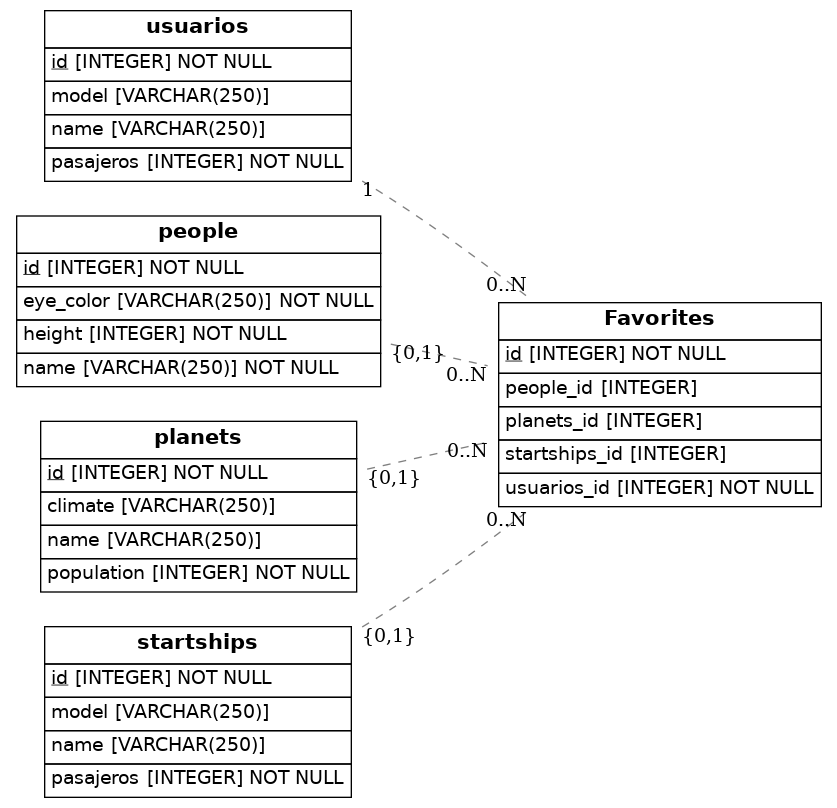 usuarios
id [INTEGER] NOT NULL
model [VARCHAR(250)]
name [VARCHAR(250)]
pasajeros [INTEGER] NOT NULL
1
people
id [INTEGER] NOT NULL
eye_color [VARCHAR(250)] NOT NULL
height [INTEGER] NOT NULL
name [VARCHAR(250)] NOT NULL
{0,1}
planets
id [INTEGER] NOT NULL
climate [VARCHAR(250)]
name [VARCHAR(250)]
population [INTEGER] NOT NULL
{0,1}
startships
id [INTEGER] NOT NULL
model [VARCHAR(250)]
name [VARCHAR(250)]
pasajeros [INTEGER] NOT NULL
{0,1}
0..N
0..N
0..N
0..N
Favorites
id [INTEGER] NOT NULL
people_id [INTEGER]
planets_id [INTEGER]
startships_id [INTEGER]
usuarios_id [INTEGER] NOT NULL